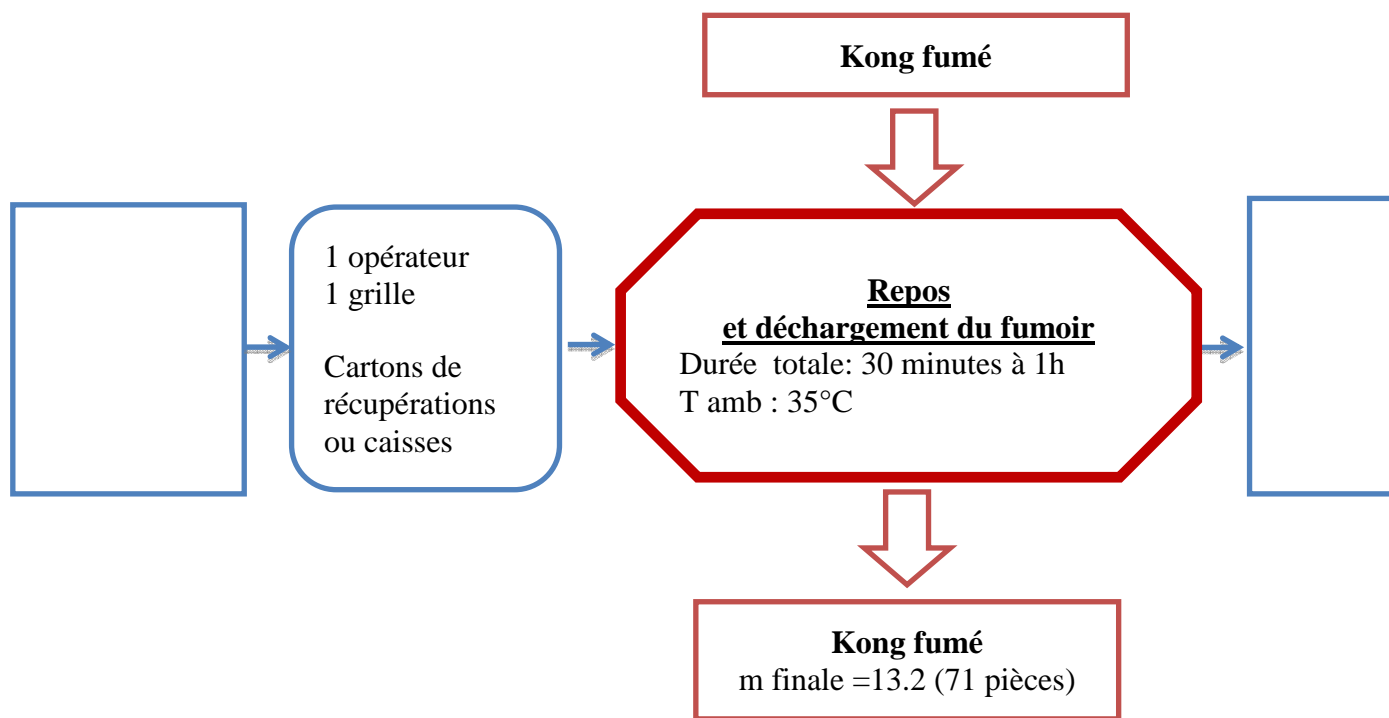 Kong fumé
1 opérateur
1 grille
Cartons de
récupérations
ou caisses
Repos
et déchargement du fumoir
Durée  totale: 30 minutes à 1h
T amb : 35°C
Kong fumé
m finale =13.2 (71 pièces)